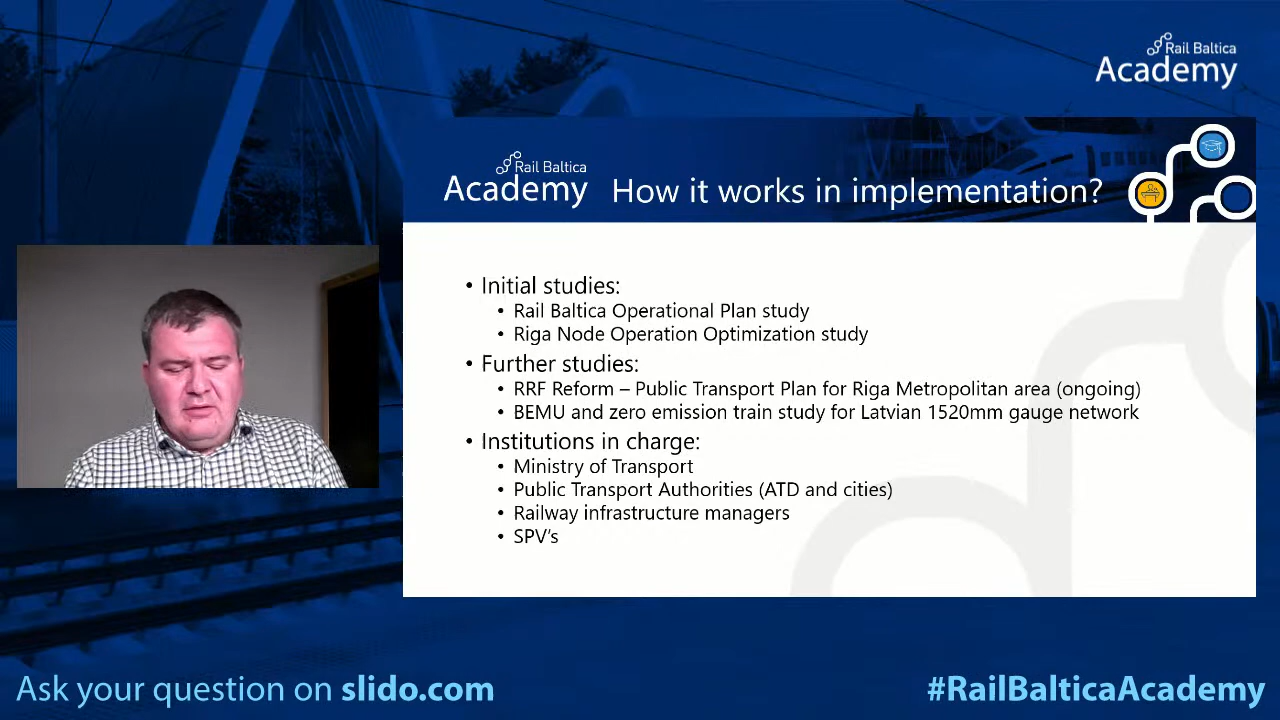 Rail Baltica
Academy
Rail Baltica
Academy
How it works in implementation?
• Initial studies:
• Rail Baltica Operational Plan study
• Riga Node Operation Optimization study
• Further studies:
• RRF Reform – Public Transport Plan for Riga Metropolitan area (ongoing)
• BEMU and zero emission train study for Latvian 1520mm gauge network
• Institutions in charge:
• Ministry of Transport
• Public Transport Authorities (ATD and cities)
• Railway infrastructure managers
• SPV's
Ask your question on slido.com
#RailBalticaAcademy